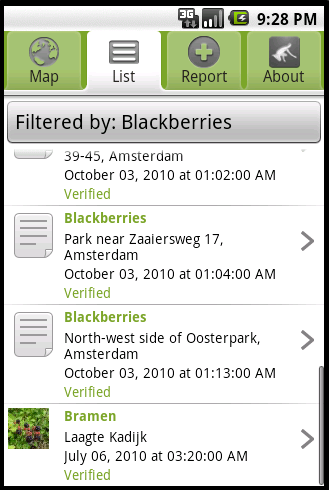 3G
9:28 PM
Map
List
Report
About
Filtered by: Blackberries
39-45, Amsterdam
October 03, 2010 at 01:02:00 AM
Verified
Blackberries
Park near Zaaiersweg 17,
Amsterdam
October 03, 2010 at 01:04:00 AM
Verified
Blackberries
North-west side of Oosterpark,
Amsterdam
October 03, 2010 at 01:13:00 AM
Verified
Bramen
Laagte Kadijk
July 06, 2010 at 03:20:00 AM
Verified